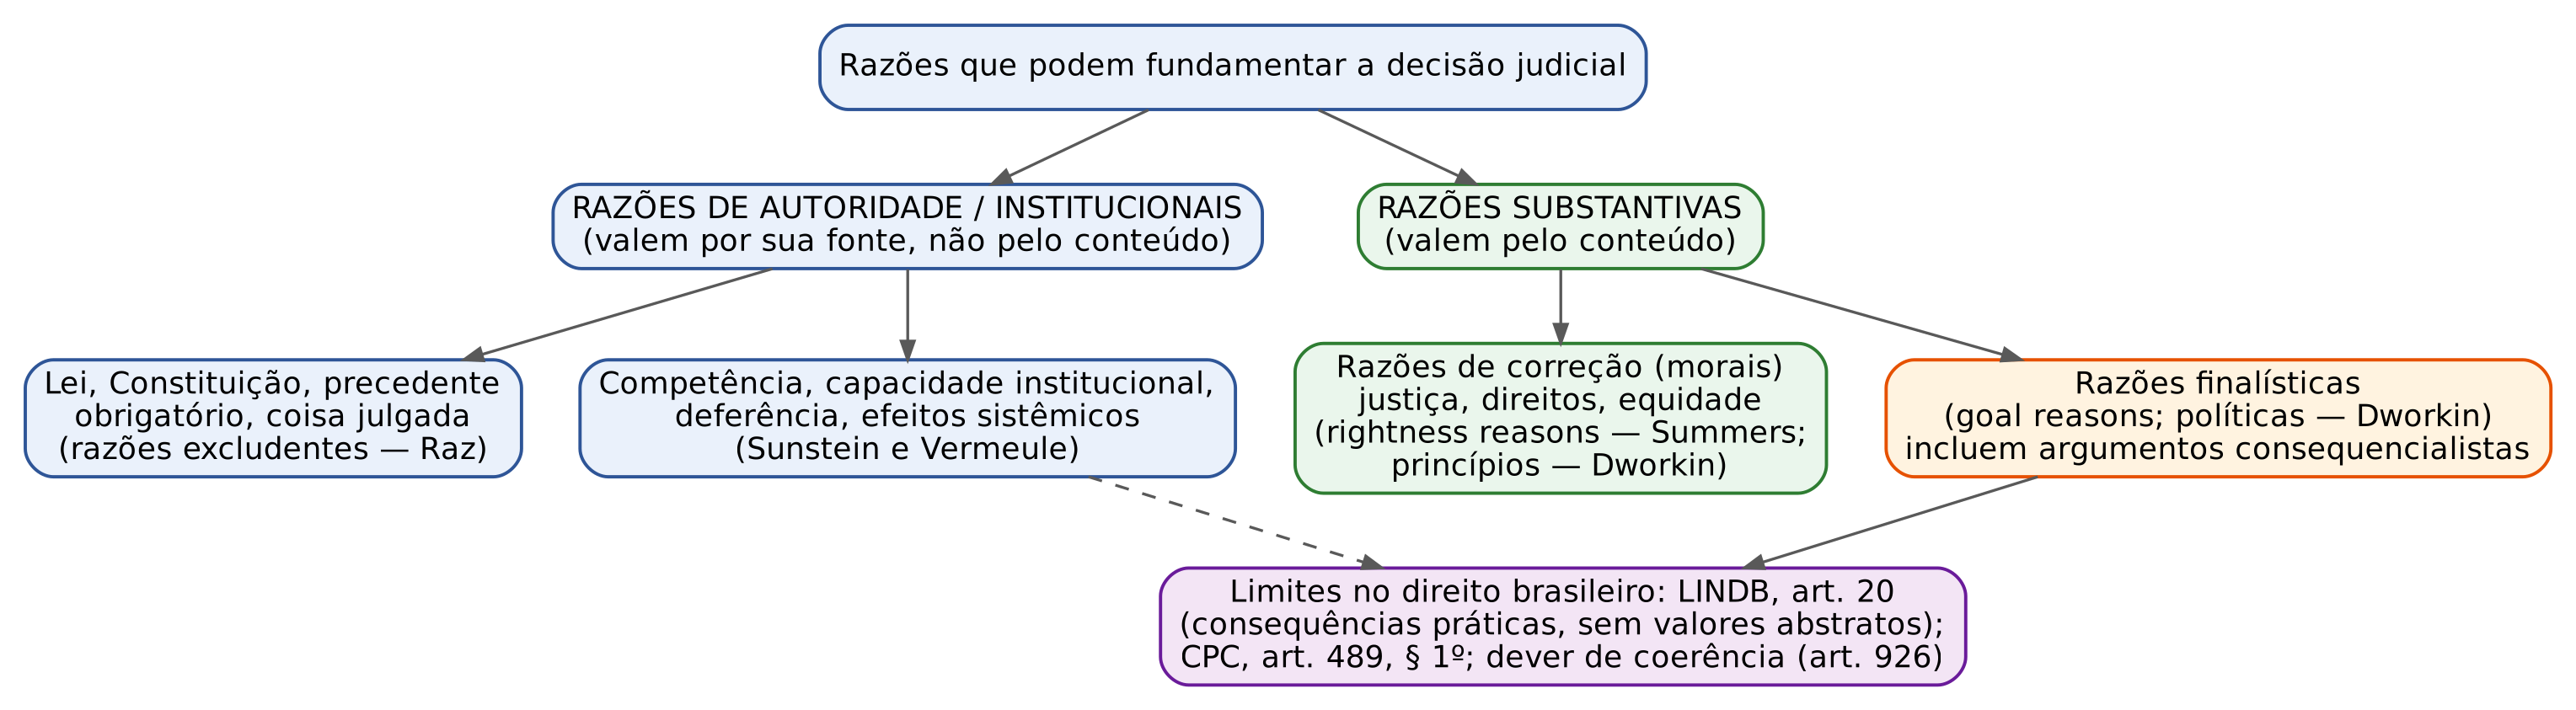 Razões que podem fundamentar a decisão judicial
RAZÕES DE AUTORIDADE / INSTITUCIONAIS
(valem por sua fonte, não pelo conteúdo)
RAZÕES SUBSTANTIVAS
(valem pelo conteúdo)
Lei, Constituição, precedente
obrigatório, coisa julgada
(razões excludentes — Raz)
Competência, capacidade institucional,
deferência, efeitos sistêmicos
(Sunstein e Vermeule)
Razões de correção (morais)
justiça, direitos, equidade
(rightness reasons — Summers;
princípios — Dworkin)
Razões finalísticas
(goal reasons; políticas — Dworkin)
incluem argumentos consequencialistas
Limites no direito brasileiro: LINDB, art. 20
(consequências práticas, sem valores abstratos);
CPC, art. 489, § 1º; dever de coerência (art. 926)